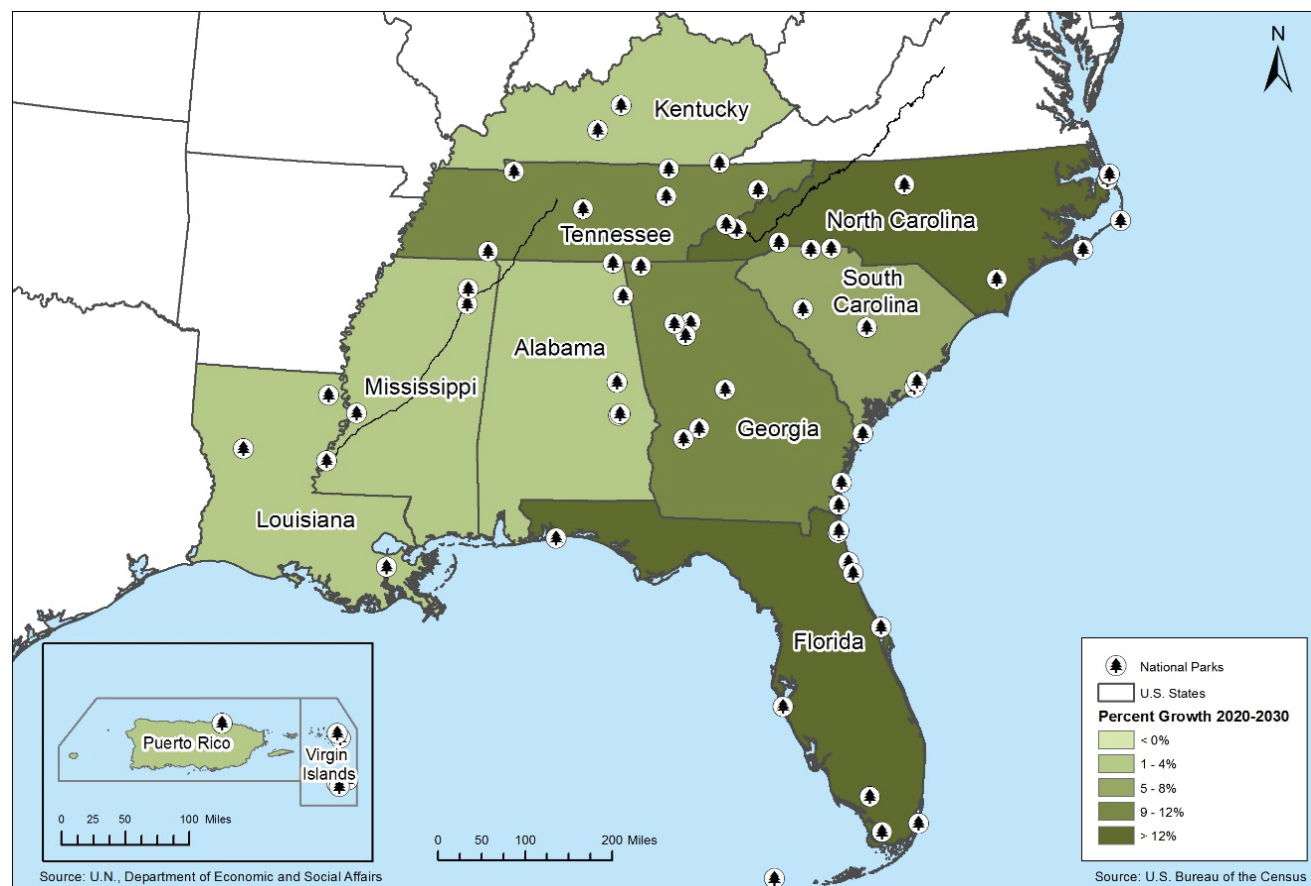 N
Kentucky
North Carolina
Tennessee
South
Carolina
Alabama
Mississippi
Georgia
Louisiana
Florida
Puerto Rico
Virgin
Islands
0 25 50 100 Miles
0 50 100 200 Miles
National Parks
U.S. States
Percent Growth 2020-2030
< 0%
1 - 4%
5 - 8%
9 - 12%
> 12%
Source: U.N., Department of Economic and Social Affairs
Source: U.S. Bureau of the Census